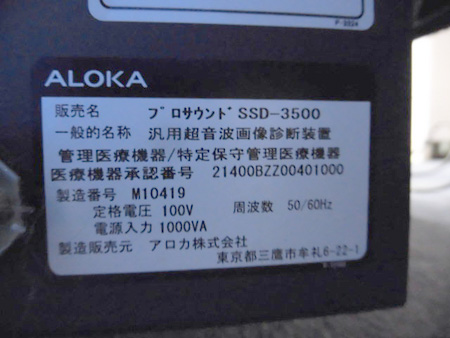 P-3024
ALOKA
販売名 プロサウンド SSD-3500
一般的名称 汎用超音波画像診断装置
管理医療機器/特定保守管理医療機器
医療機器承認番号 21400BZZ00401000
製造番号 M10419
定格電圧 100V 周波数 50/60Hz
電源入力 1000VA
製造販売元 アロカ株式会社
東京都三鷹市牟礼6-22-1